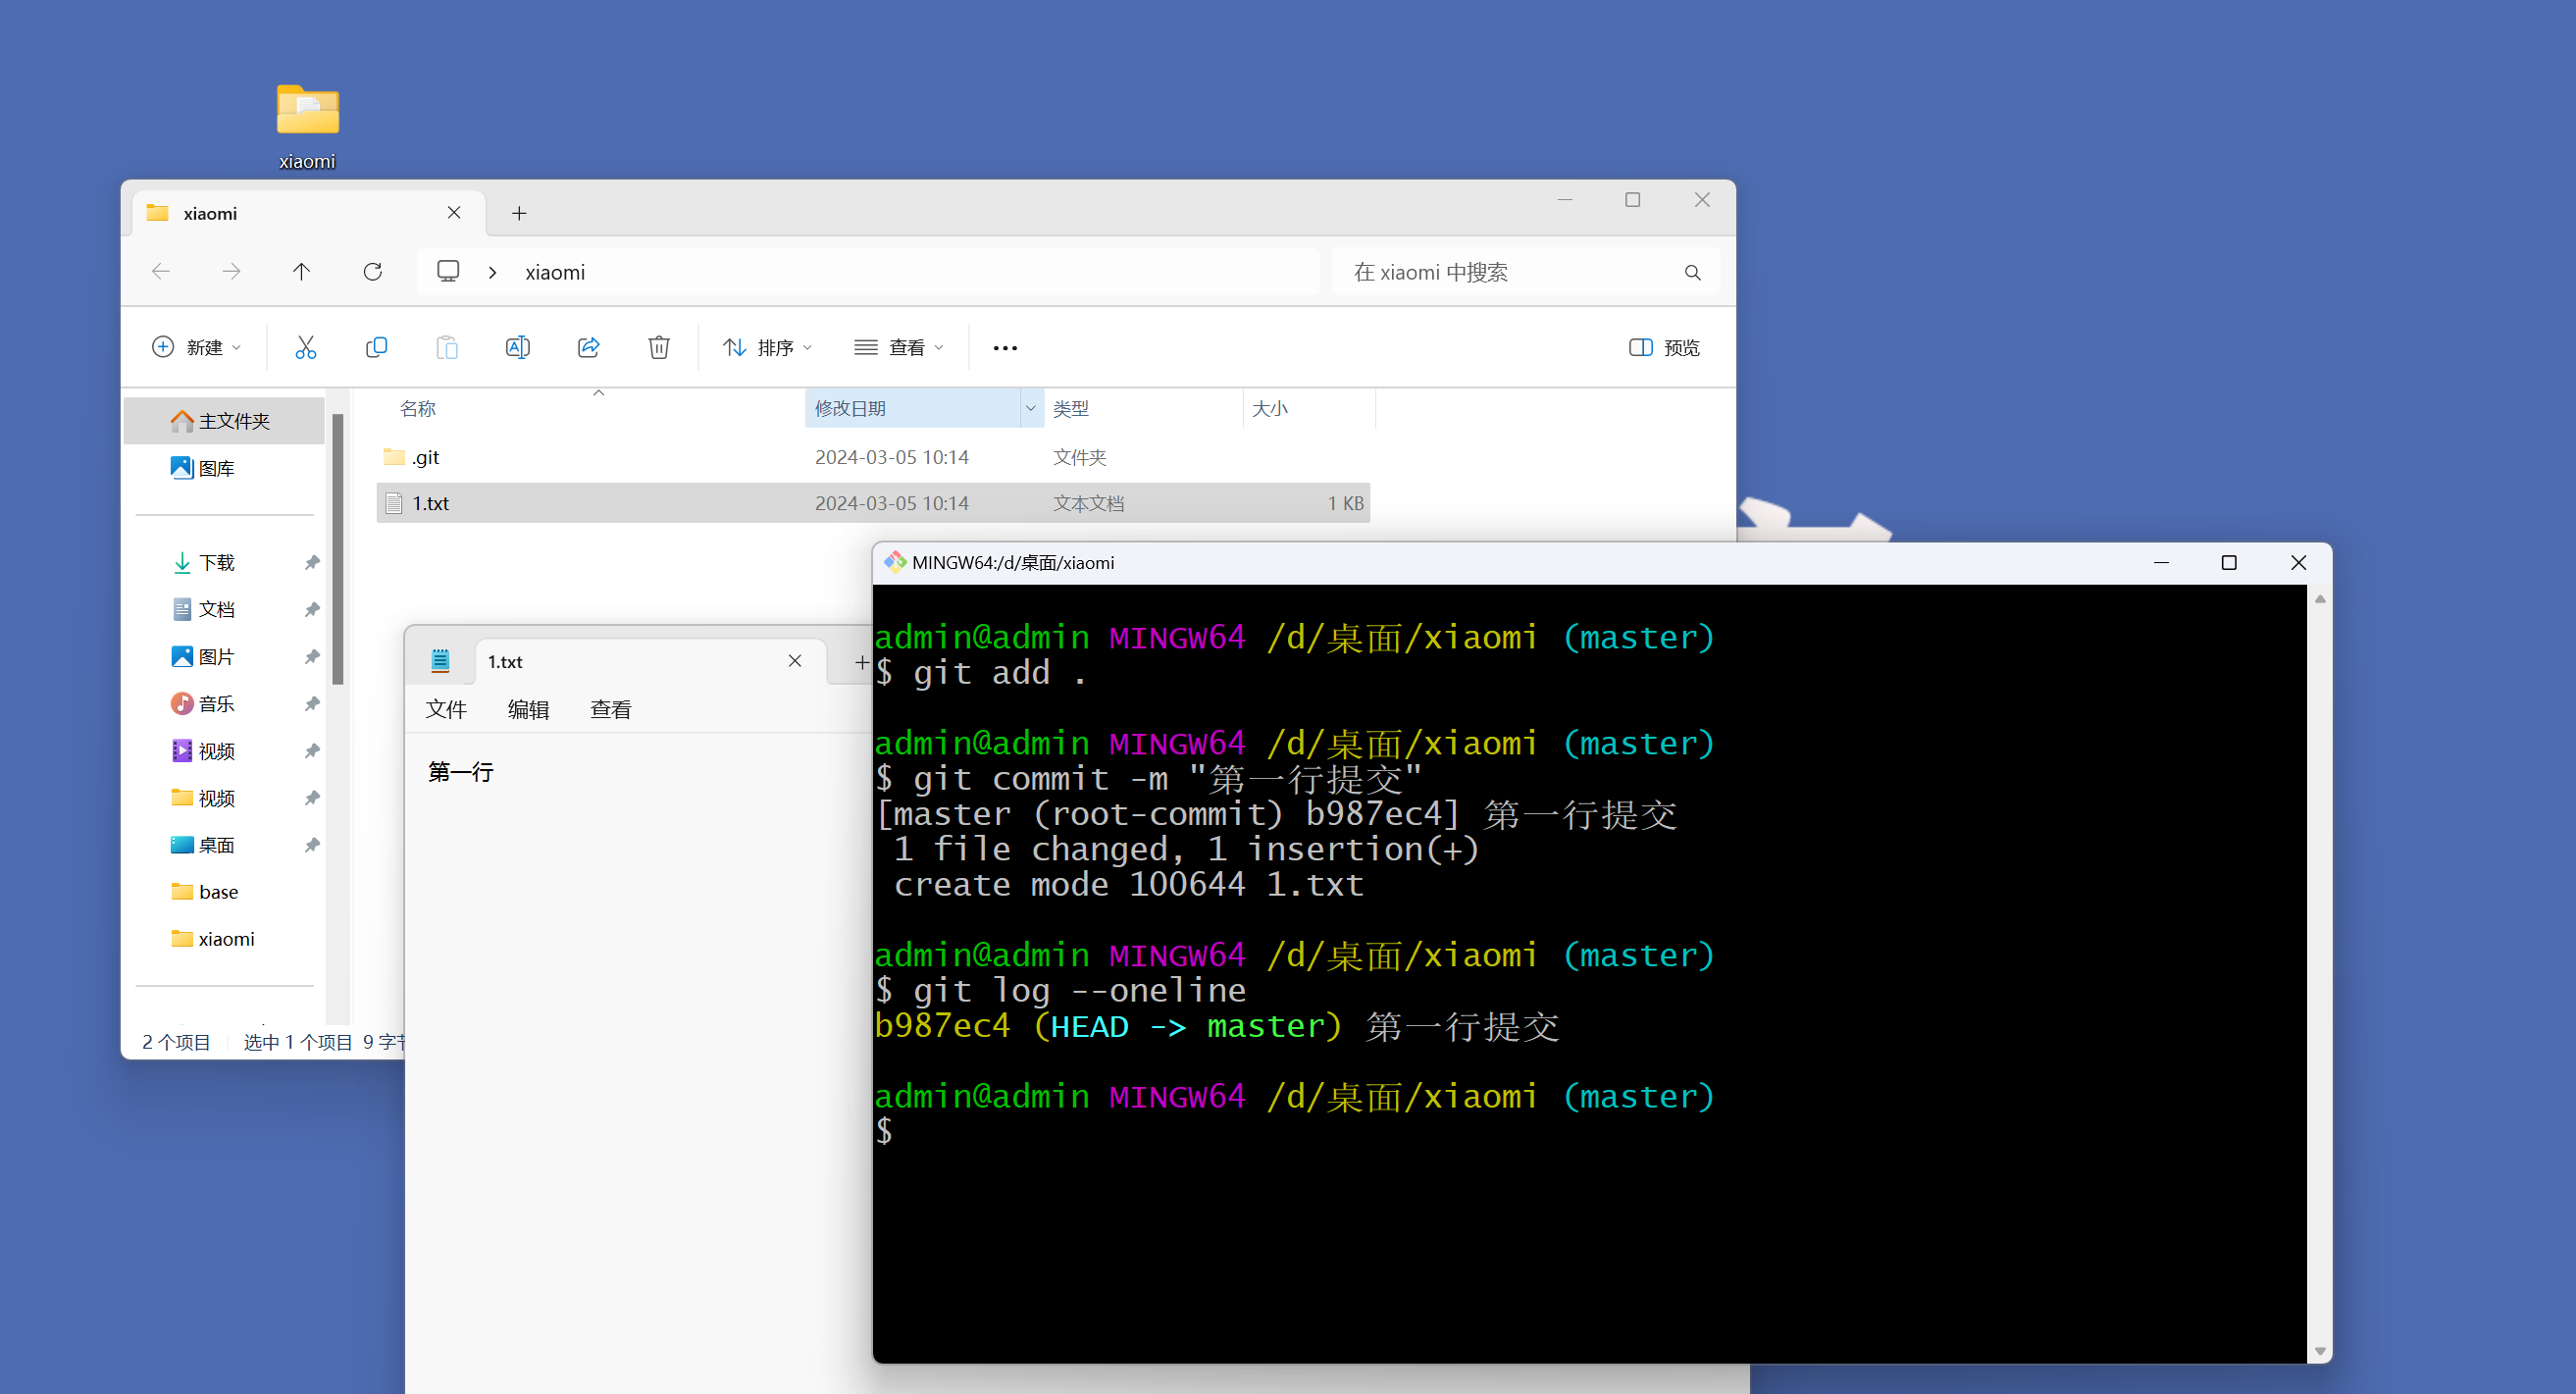 xiaomi
xiaomi
xiaomi
在 xiaomi 中搜索
新建
排序
查看
预览
名称
修改日期
类型
大小
主文件夹
图库
下载
文档
图片
音乐
视频
视频
桌面
base
xiaomi
.git 2024-03-05 10:14 文件夹
1.txt 2024-03-05 10:14 文本文档 1 KB
2 个项目 选中 1 个项目 9 字节
1.txt
文件 编辑 查看
第一行
MINGW64:/d/桌面/xiaomi
admin@admin MINGW64 /d/桌面/xiaomi (master)
$ git add .
admin@admin MINGW64 /d/桌面/xiaomi (master)
$ git commit -m "第一行提交"
[master (root-commit) b987ec4] 第一行提交
1 file changed, 1 insertion(+)
create mode 100644 1.txt
admin@admin MINGW64 /d/桌面/xiaomi (master)
$ git log --oneline
b987ec4 (HEAD -> master) 第一行提交
admin@admin MINGW64 /d/桌面/xiaomi (master)
$